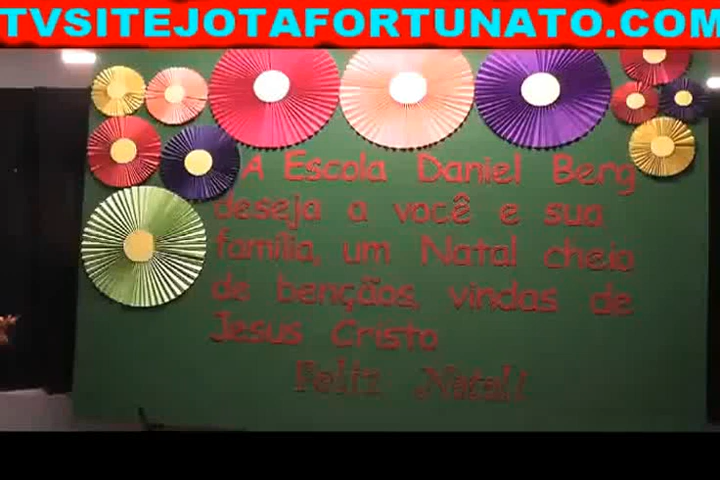 TVSITEJOTAFORTUNATO.COM
A Escola Daniel Berg
deseja a você e sua
família, um Natal cheio
de bençãos, vindas de
Jesus Cristo
Feliz Natal!